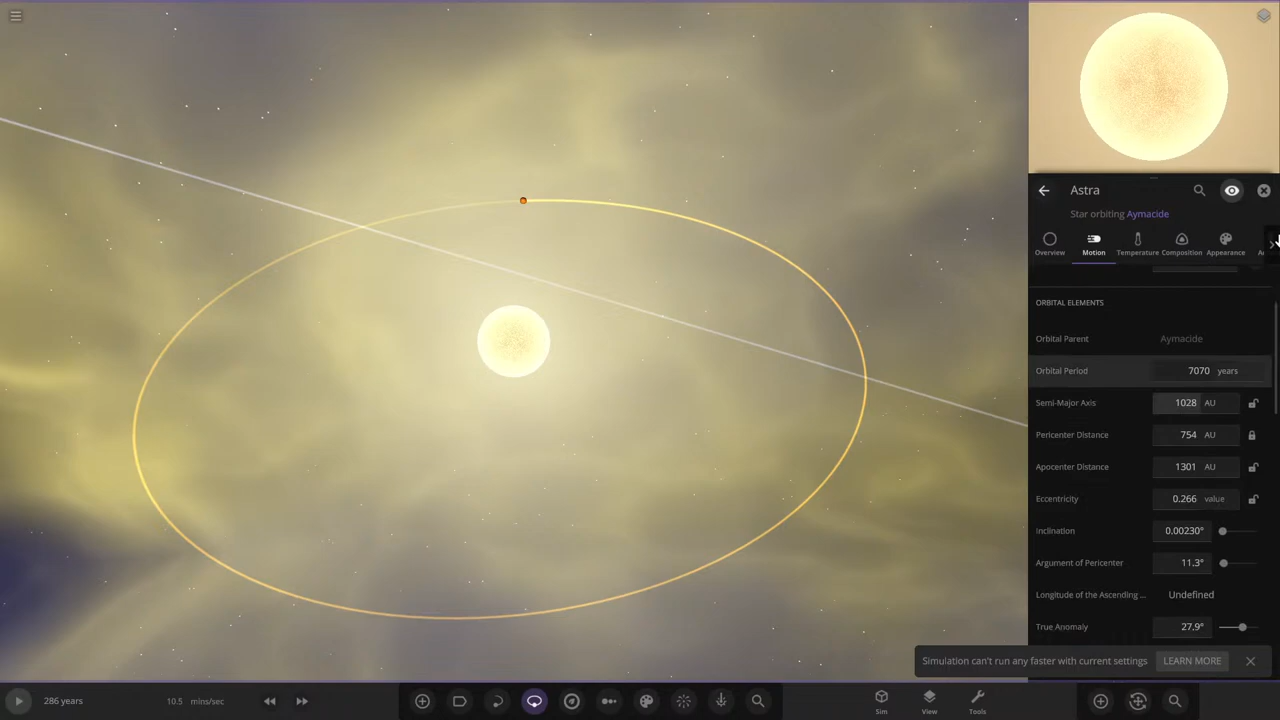 Astra
Star orbiting Aymacide
Overview Motion Temperature Composition Appearance
ORBITAL ELEMENTS
Orbital Parent Aymacide
Orbital Period 7070 years
Semi-Major Axis 1028 AU
Pericenter Distance 754 AU
Apocenter Distance 1301 AU
Eccentricity 0.266 value
Inclination 0.00230°
Argument of Pericenter 11.3°
Longitude of the Ascending ... Undefined
True Anomaly 27.9°
Simulation can't run any faster with current settings LEARN MORE
286 years 10.5 mins/sec Sim View Tools